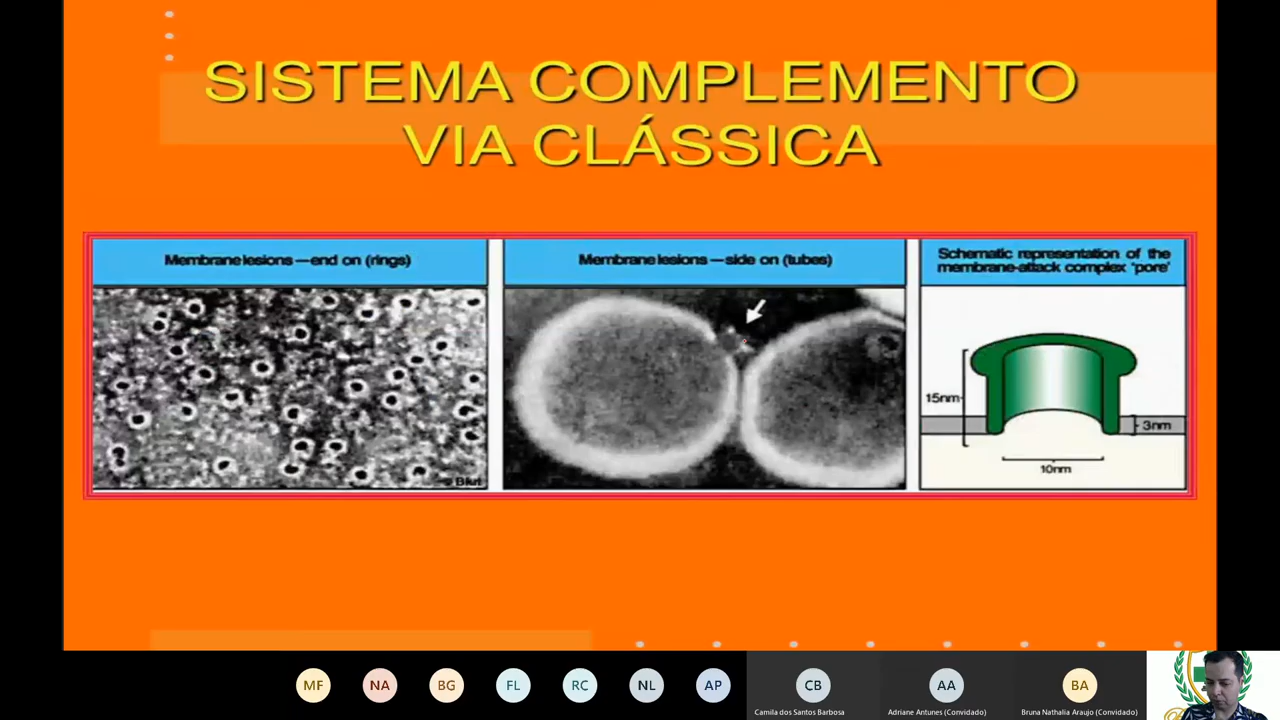 SISTEMA COMPLEMENTO
VIA CLÁSSICA
Membrane lesions—end on (rings)
Membrane lesions—side on (tubes)
Schematic representation of the
membrane-attack complex 'pore'
15nm
3nm
10nm
MF
NA
BG
FL
RC
NL
AP
CB
AA
BA
Camila dos Santos Barbosa
Adriane Antunes (Convidado)
Bruna Nathalia Araujo (Convidado)